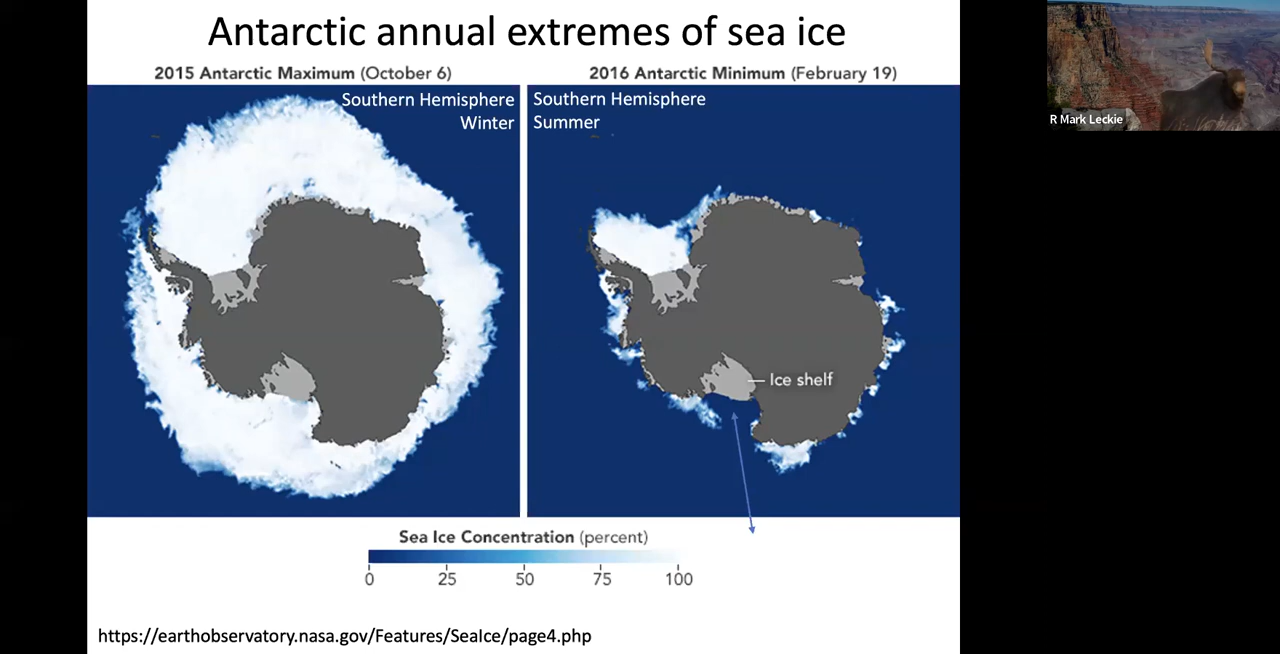 Antarctic annual extremes of sea ice
2015 Antarctic Maximum (October 6)
2016 Antarctic Minimum (February 19)
Southern Hemisphere
Winter
Southern Hemisphere
Summer
R Mark Leckie
Ice shelf
Sea Ice Concentration (percent)
0 25 50 75 100
https://earthobservatory.nasa.gov/Features/SeaIce/page4.php